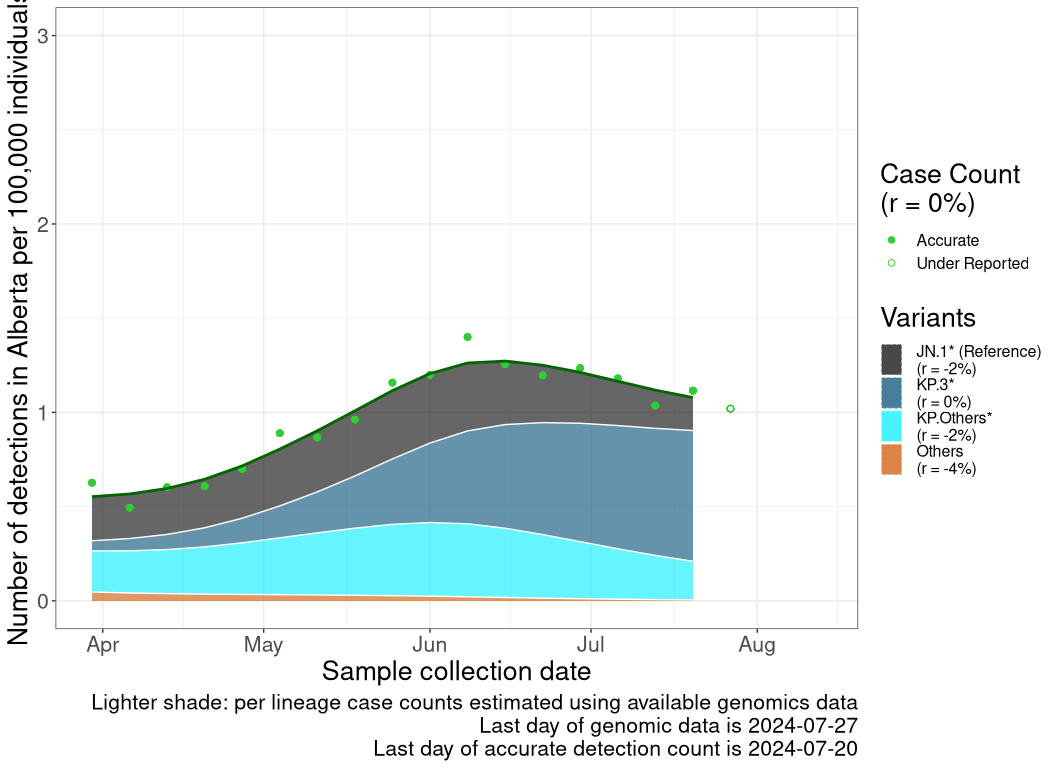 Number of detections in Alberta per 100,000 individuals
3
2
1
0
Apr
May
Jun
Jul
Aug
Sample collection date
Lighter shade: per lineage case counts estimated using available genomics data
Last day of genomic data is 2024-07-27
Last day of accurate detection count is 2024-07-20
Case Count
(r = 0%)
Accurate
Under Reported
Variants
JN.1* (Reference)
(r = -2%)
KP.3*
(r = 0%)
KP.Others*
(r = -2%)
Others
(r = -4%)